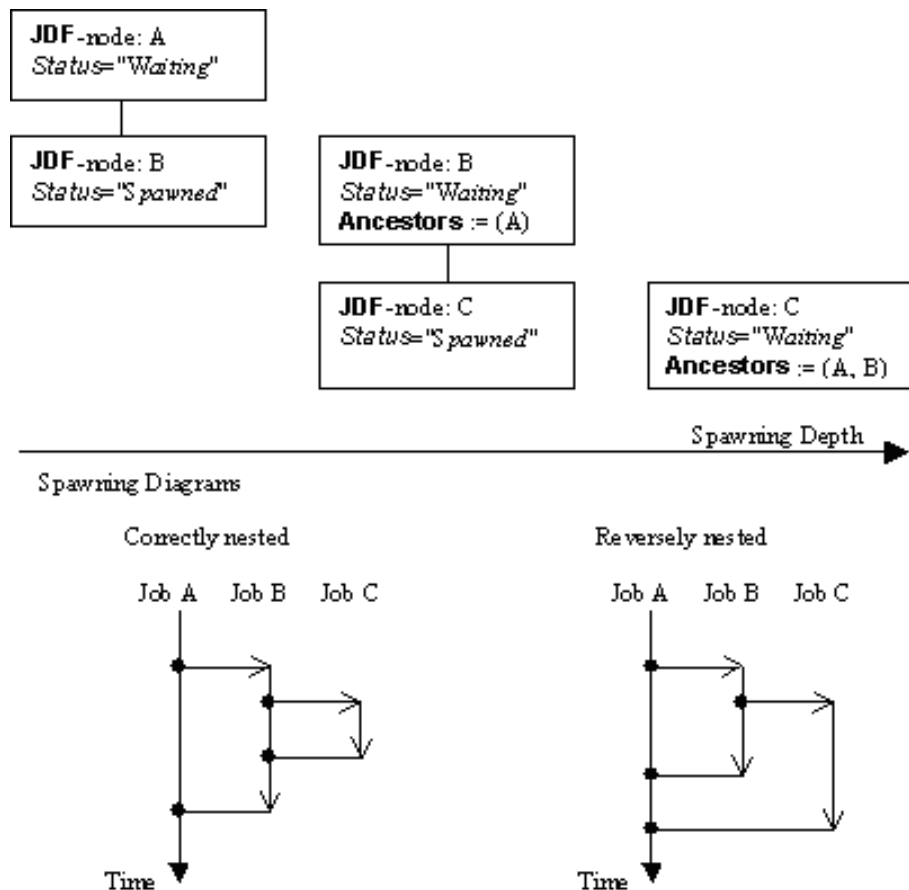 JDF-node: A
Status="Waiting"
JDF-node: B
Status="Spawned"
JDF-node: B
Status="Waiting"
Ancestors := (A)
JDF-node: C
Status="Spawned"
JDF-node: C
Status="Waiting"
Ancestors := (A, B)
Spawning Depth
Spawning Diagrams
Correctly nested
Reversely nested
Job A Job B Job C
Job A Job B Job C
Time
Time